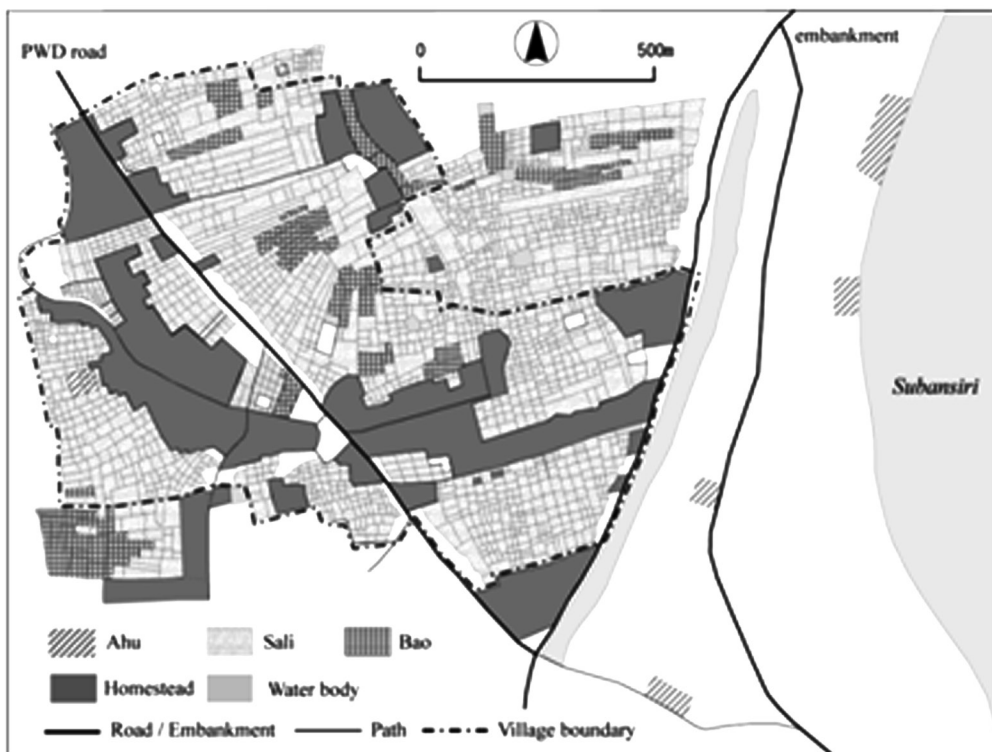 PWD road
0 500m
embankment
Subansiri
Ahu Sali Bao
Homestead Water body
Road / Embankment Path Village boundary